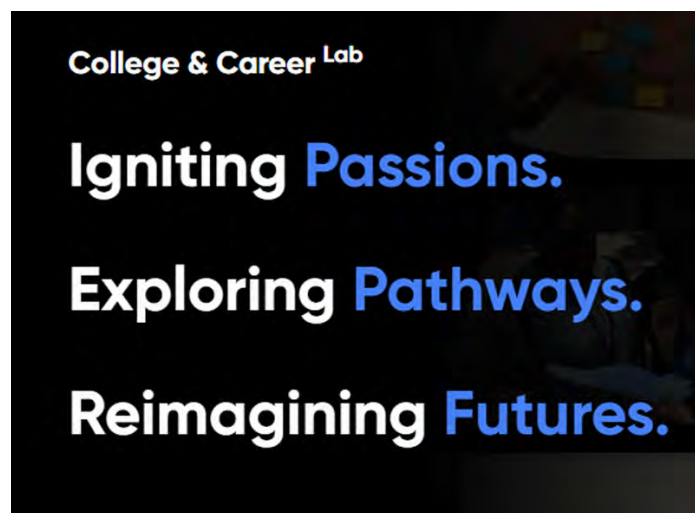 College & Career Lab
Igniting Passions.
Exploring Pathways.
Reimagining Futures.